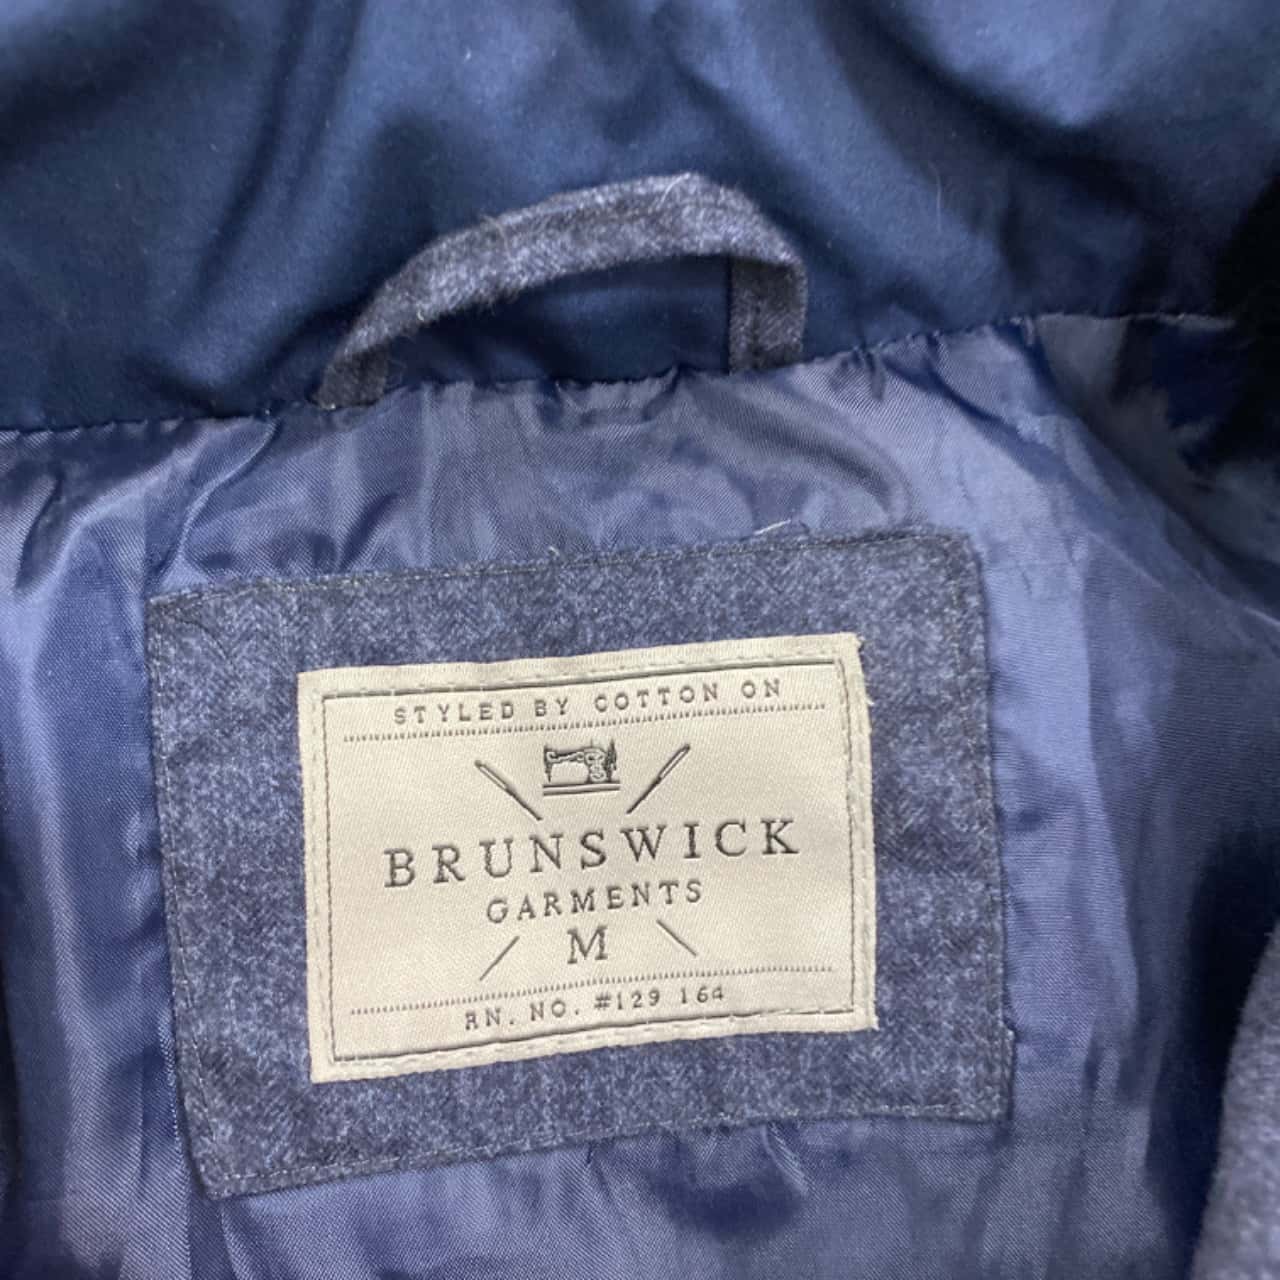 STYLED BY COTTON ON
BRUNSWICK
GARMENTS
M
RN. NO. #129 164